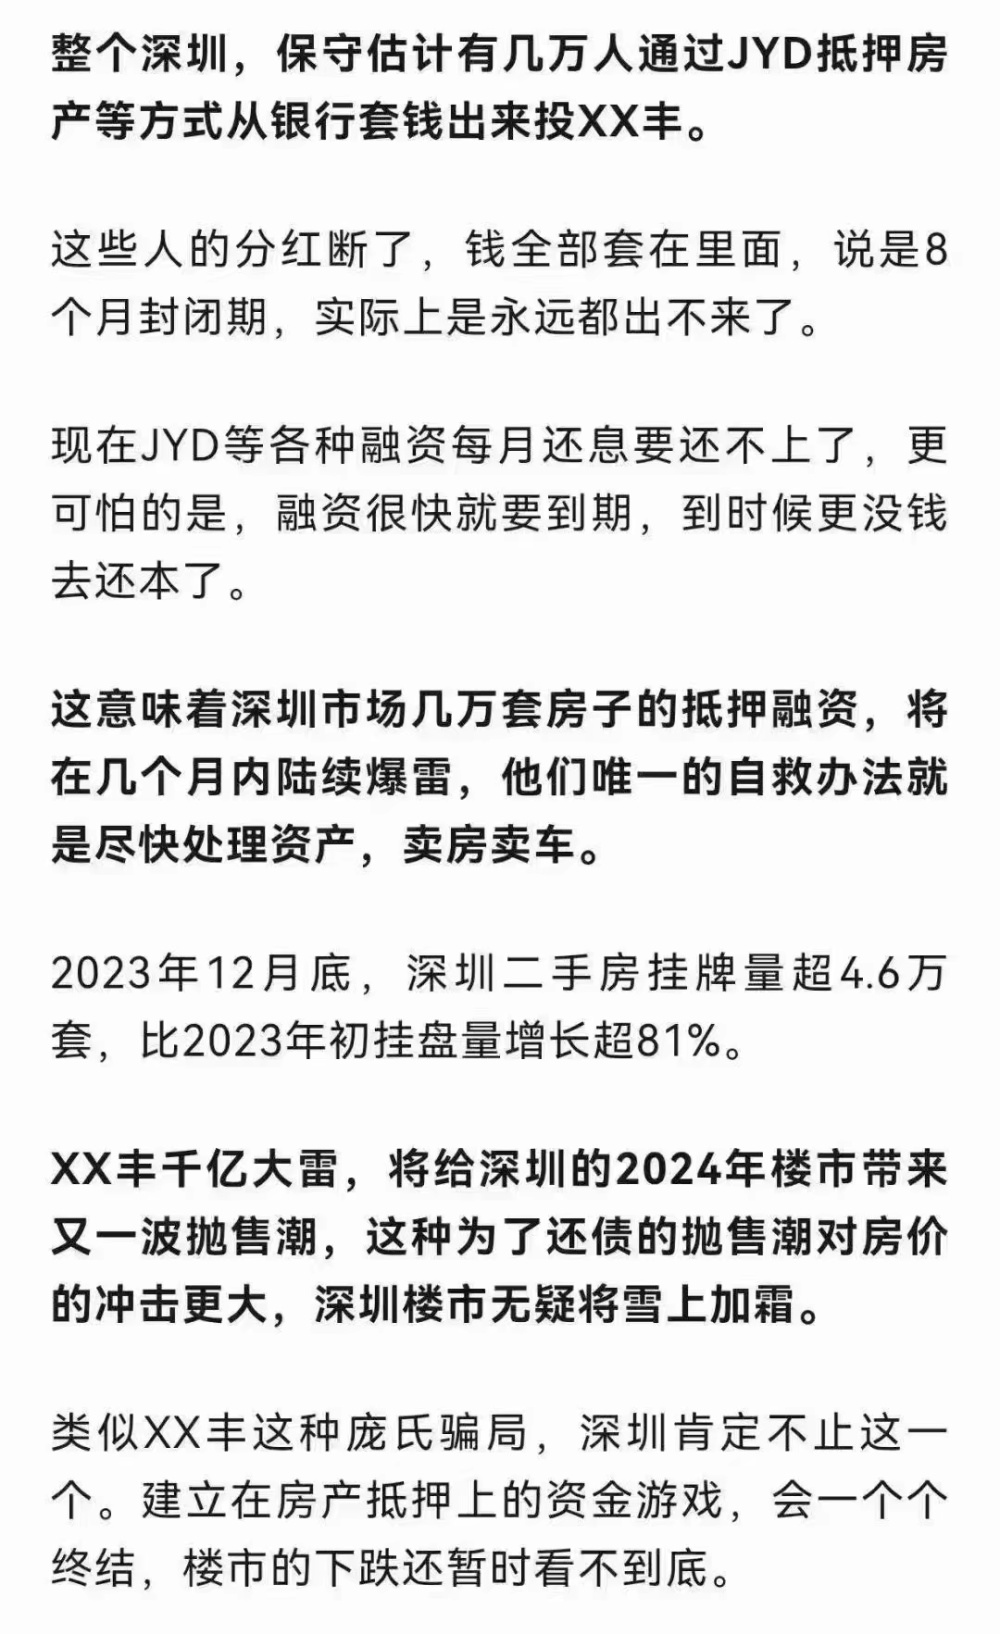 整个深圳，保守估计有几万人通过JYD抵押房
产等方式从银行套钱出来投XX丰。
这些人的分红断了，钱全部套在里面，说是8
个月封闭期，实际上是永远都出不来了。
现在JYD等各种融资每月还息要还不上了，更
可怕的是，融资很快就要到期，到时候更没钱
去还本了。
这意味着深圳市场几万套房子的抵押融资，将
在几个月内陆续爆雷，他们唯一的自救办法就
是尽快处理资产，卖房卖车。
2023年12月底，深圳二手房挂牌量超4.6万
套，比2023年初挂盘量增长超81%。
XX丰千亿大雷，将给深圳的2024年楼市带来
又一波抛售潮，这种为了还债的抛售潮对房价
的冲击更大，深圳楼市无疑将雪上加霜。
类似XX丰这种庞氏骗局，深圳肯定不止这一
个。建立在房产抵押上的资金游戏，会一个个
终结，楼市的下跌还暂时看不到底。